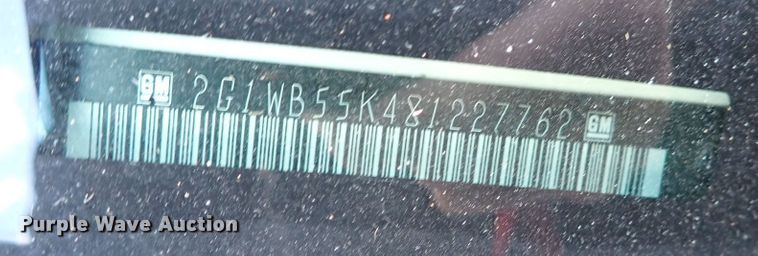 GM 2G1WB55K481227762 GM
Purple Wave Auction